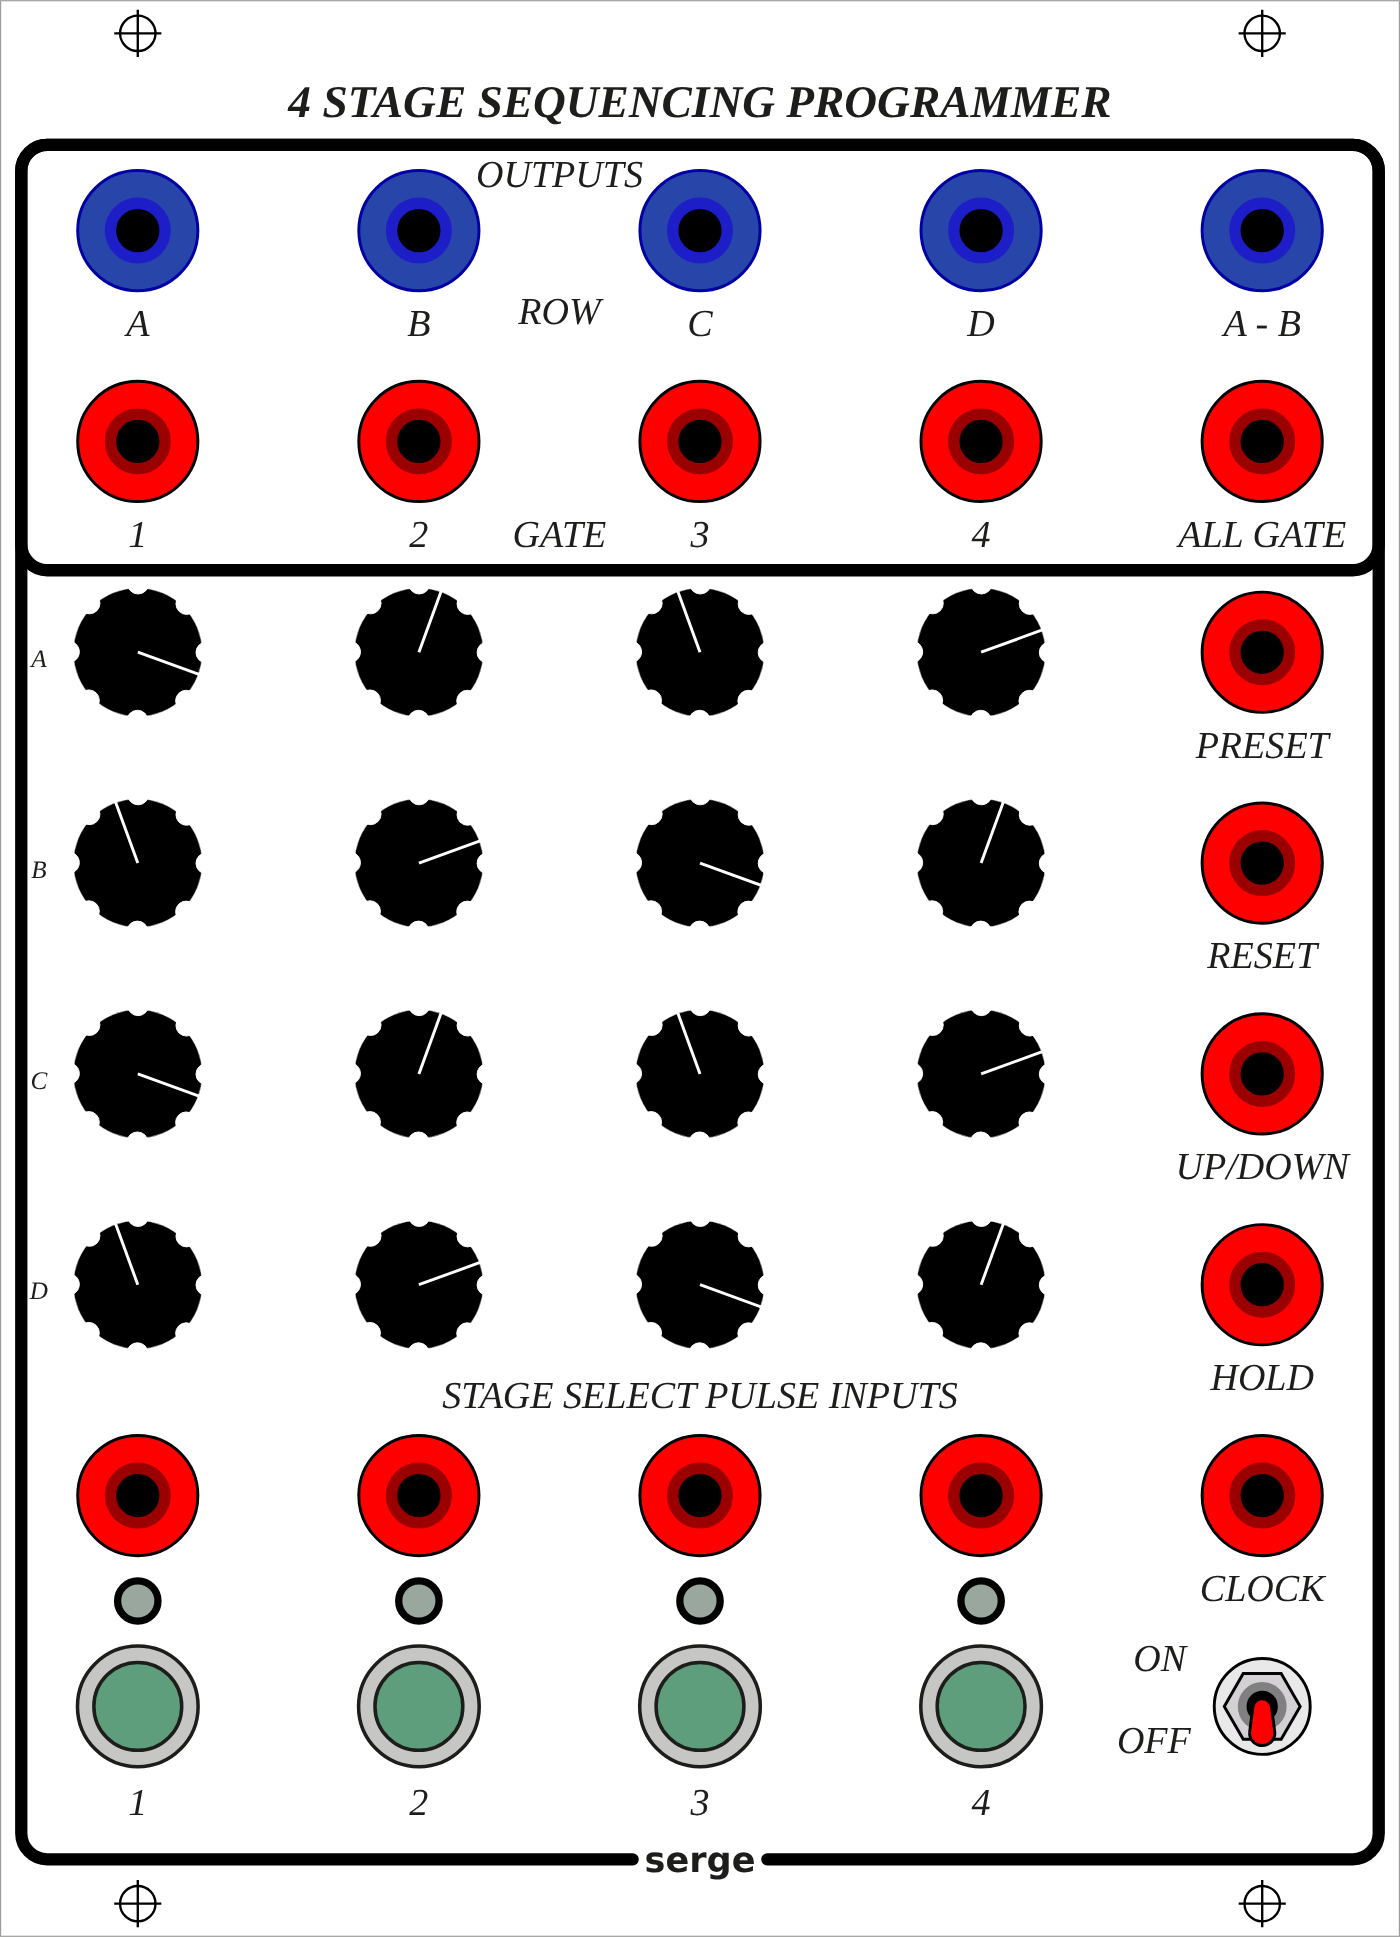 4 STAGE SEQUENCING PROGRAMMER
OUTPUTS
A B ROW C D A - B
1 2 GATE 3 4 ALL GATE
A
PRESET
B
RESET
C
UP/DOWN
D
HOLD
STAGE SELECT PULSE INPUTS
CLOCK
ON
OFF
1 2 3 4
serge